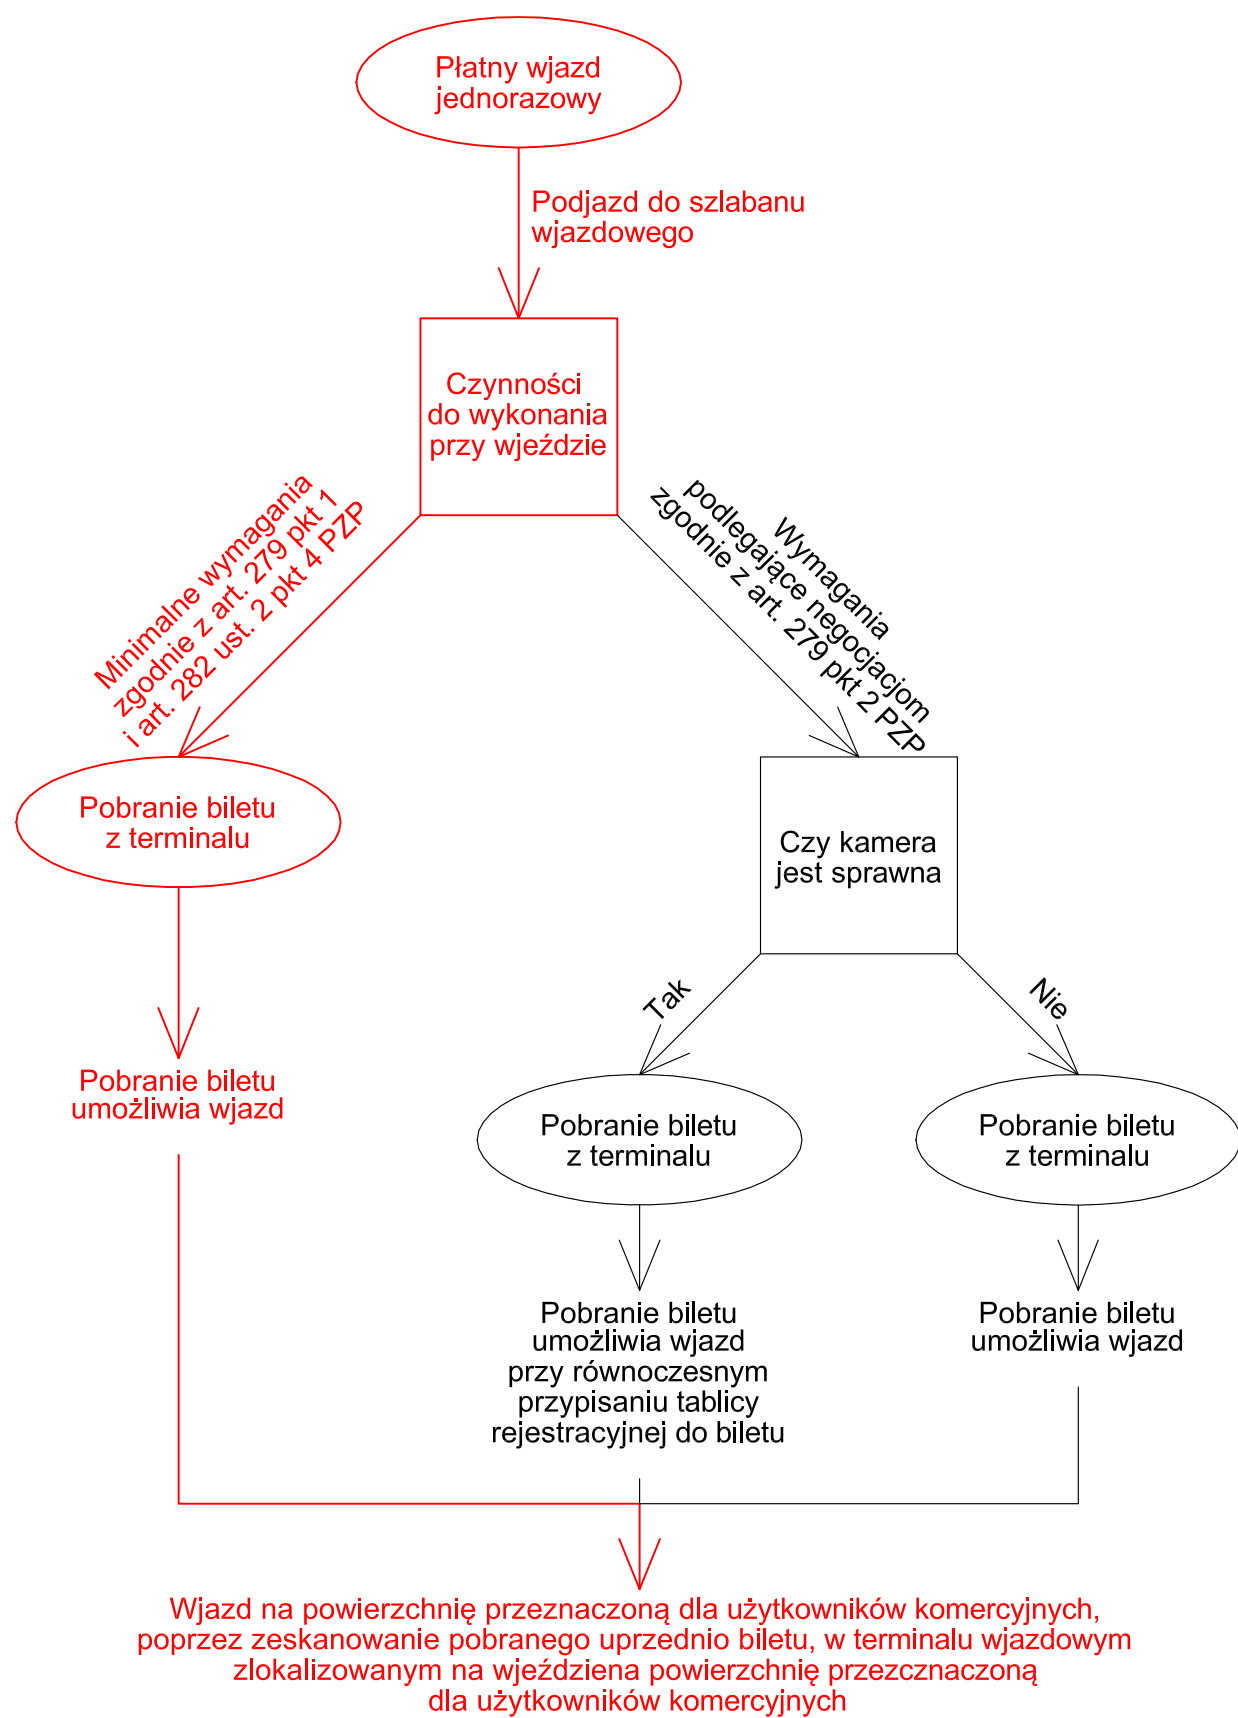 Płatny wjazd
jednorazowy
Podjazd do szlabanu
wjazdowego
Czynności
do wykonania
przy wjeździe
Minimalne wymagania
zgodnie z art. 279 pkt 1
i art. 282 ust. 2 pkt 4 PZP
Wymagania
podlegające negocjacjom
zgodnie z art. 279 pkt 2 PZP
Pobranie biletu
z terminalu
Czy kamera
jest sprawna
Tak
Nie
Pobranie biletu
umożliwia wjazd
Pobranie biletu
z terminalu
Pobranie biletu
z terminalu
Pobranie biletu
umożliwia wjazd
przy równoczesnym
przypisaniu tablicy
rejestracyjnej do biletu
Pobranie biletu
umożliwia wjazd
Wjazd na powierzchnię przeznaczoną dla użytkowników komercyjnych,
poprzez zeskanowanie pobranego uprzednio biletu, w terminalu wjazdowym
zlokalizowanym na wjeździena powierzchnię przezcznaczoną
dla użytkowników komercyjnych